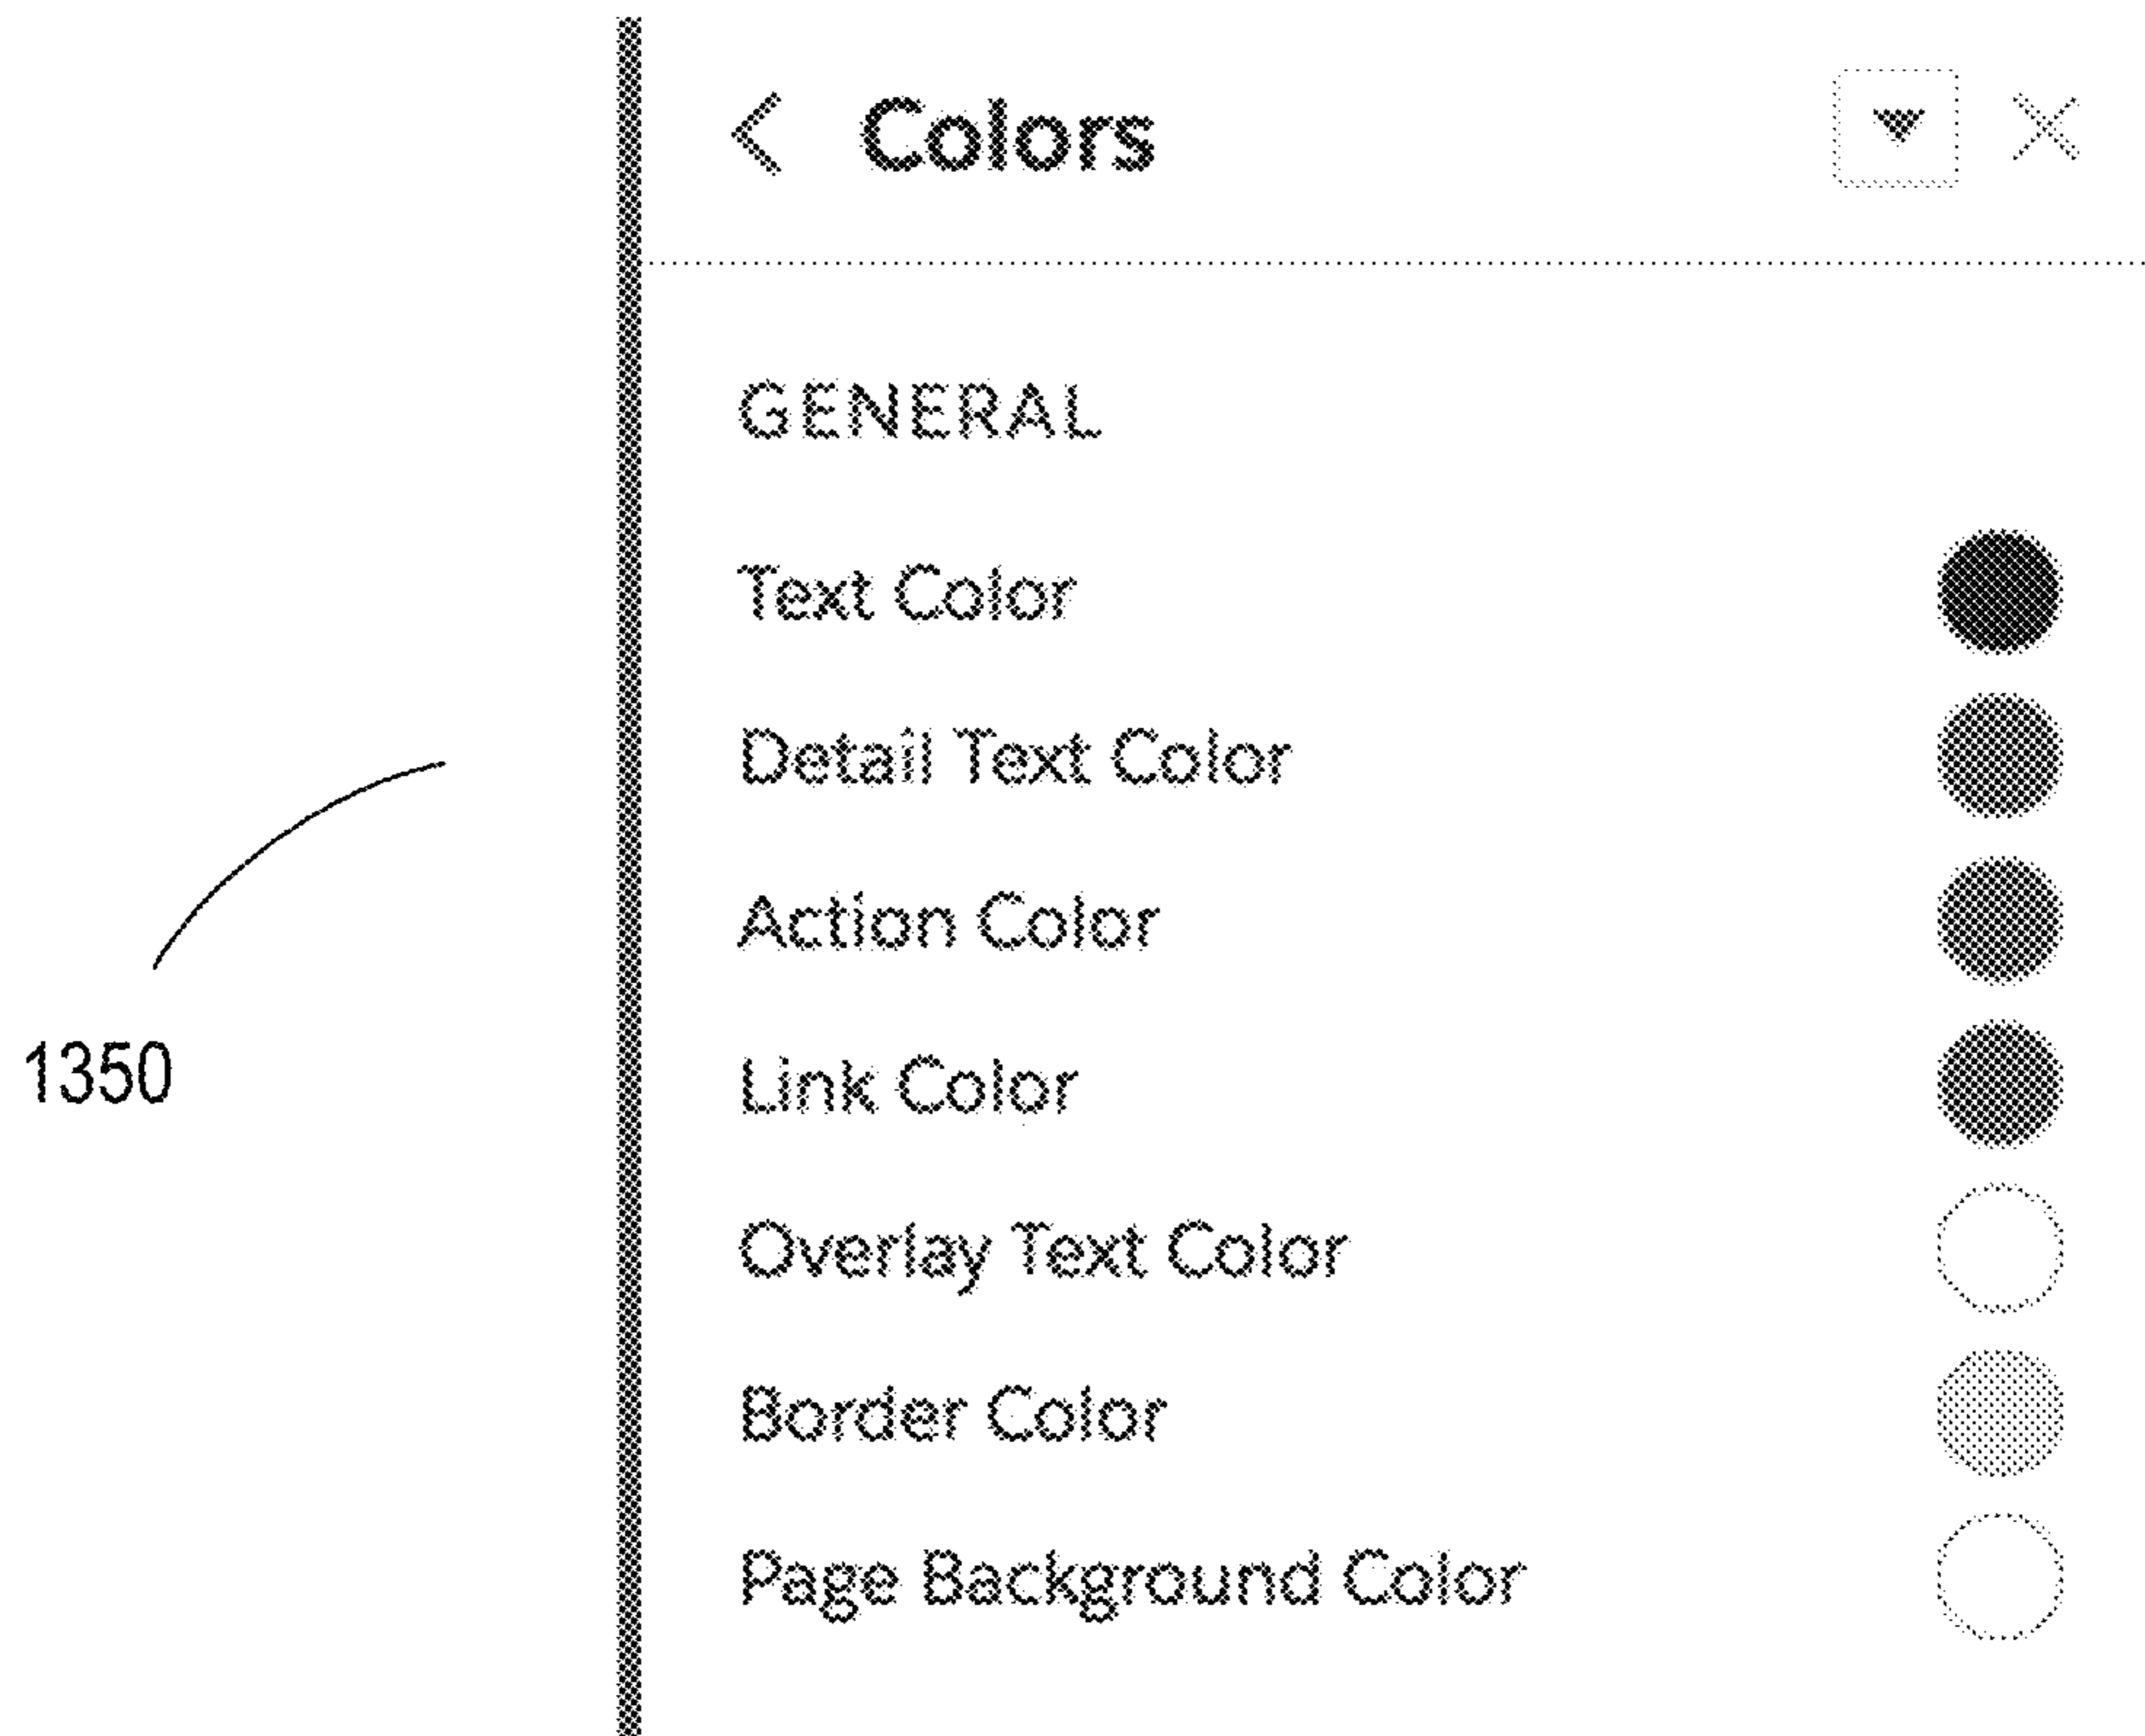 Colors
GENERAL
Text Color
Detail Text Color
Action Color
1350
Link Color
Overlay Text Color
Border Color
Page Background Color